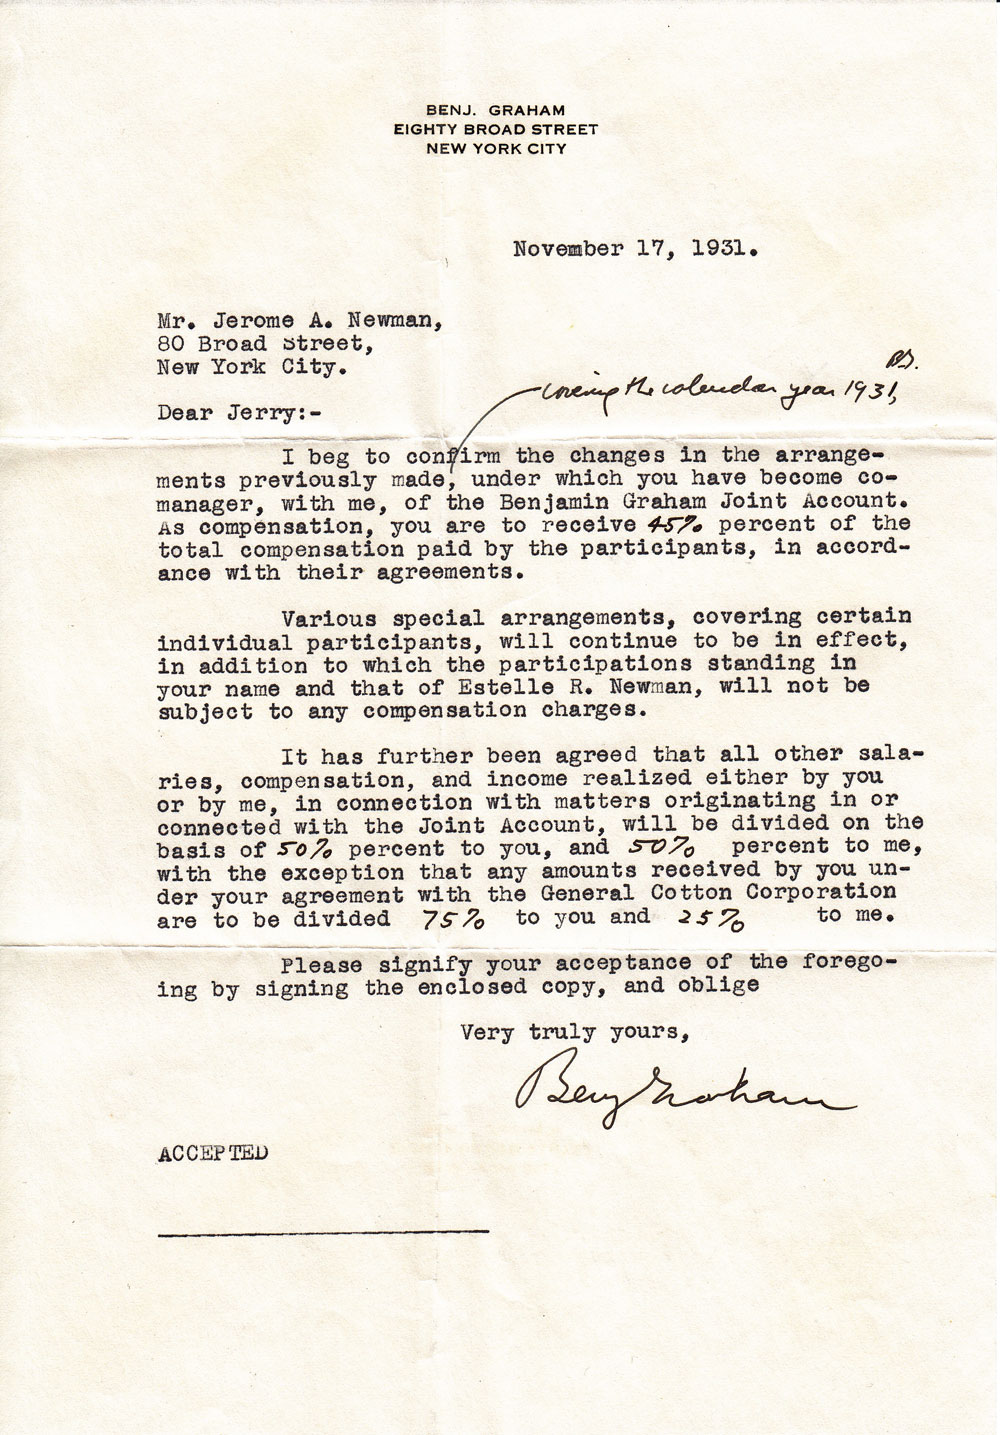 BENJ. GRAHAM
EIGHTY BROAD STREET
NEW YORK CITY
November 17, 1931.
Mr. Jerome A. Newman,
80 Broad Street,
New York City.
B.G.
covering the calendar year 1931,
Dear Jerry:-
I beg to confirm the changes in the arrange-
ments previously made, under which you have become co-
manager, with me, of the Benjamin Graham Joint Account.
As compensation, you are to receive 45% percent of the
total compensation paid by the participants, in accord-
ance with their agreements.
Various special arrangements, covering certain
individual participants, will continue to be in effect,
in addition to which the participations standing in
your name and that of Estelle R. Newman, will not be
subject to any compensation charges.
It has further been agreed that all other sala-
ries, compensation, and income realized either by you
or by me, in connection with matters originating in or
connected with the Joint Account, will be divided on the
basis of 50% percent to you, and 50% percent to me,
with the exception that any amounts received by you un-
der your agreement with the General Cotton Corporation
are to be divided 75% to you and 25% to me.
Please signify your acceptance of the forego-
ing by signing the enclosed copy, and oblige
Very truly yours,
Benj Graham
ACCEPTED